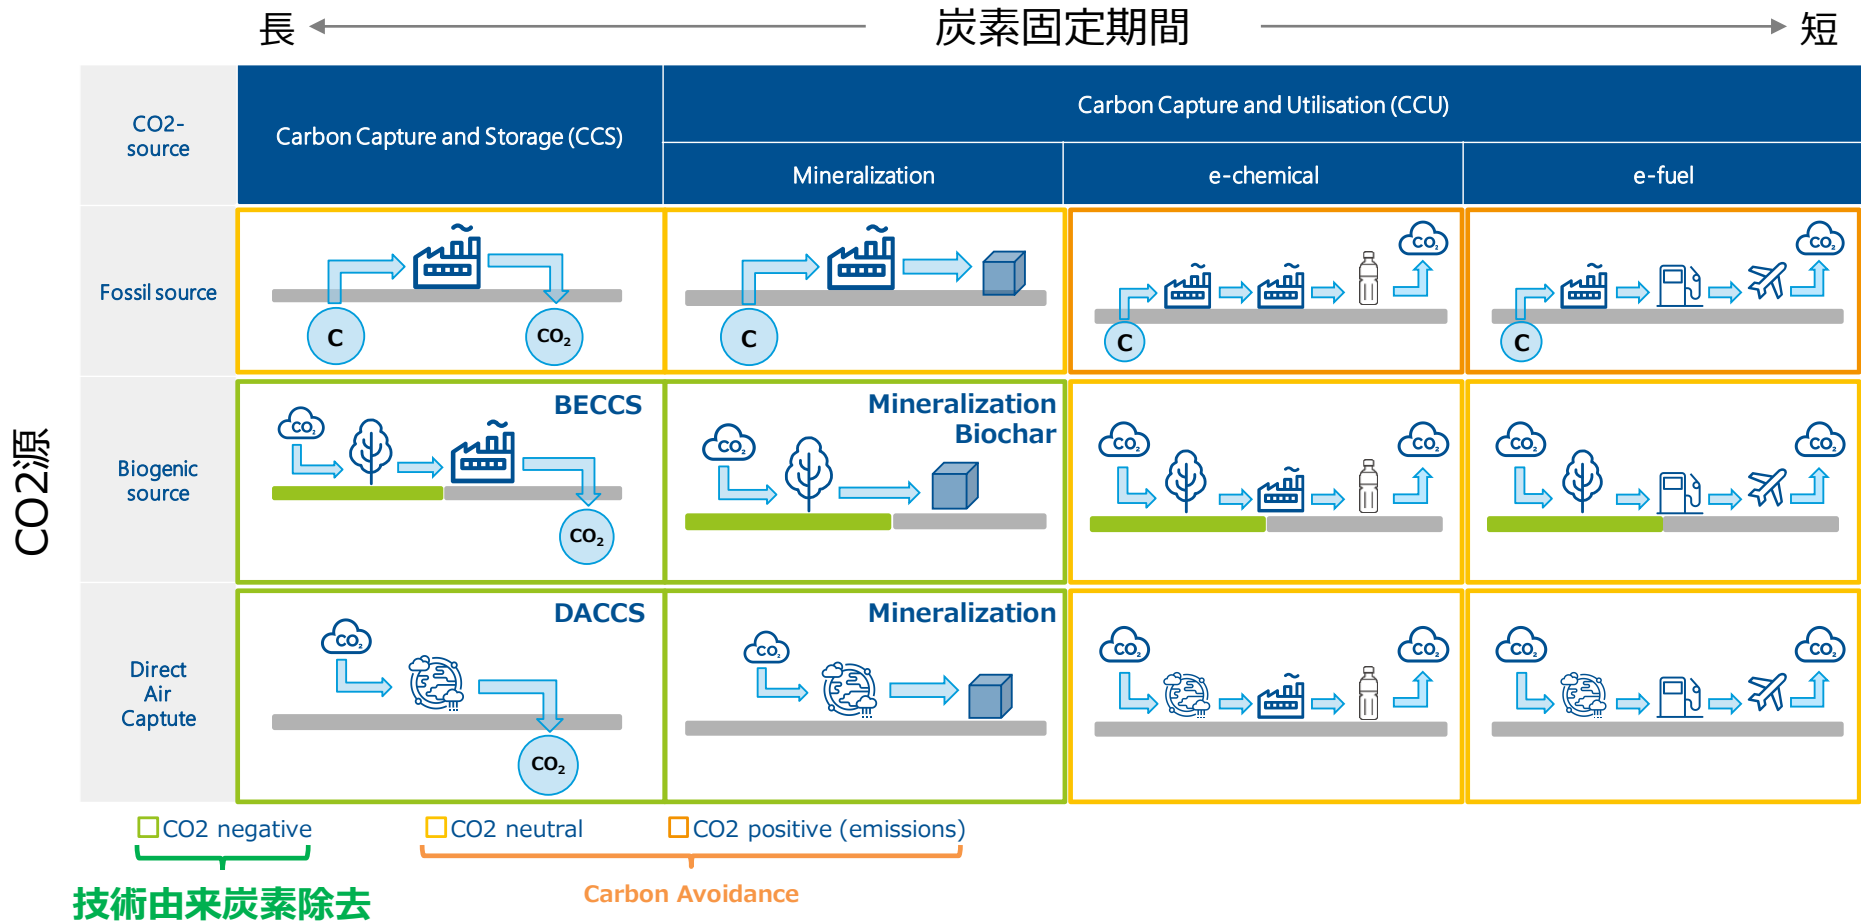 長
炭素固定期間
短
CO2-
source
Carbon Capture and Storage (CCS)
Carbon Capture and Utilisation (CCU)
Mineralization
e-chemical
e-fuel
CO2源
Fossil source
C
CO₂
C
C
CO₂
C
CO₂
Biogenic
source
BECCS
CO₂
CO₂
Mineralization
Biochar
CO₂
CO₂
CO₂
CO₂
CO₂
Direct
Air
Captute
DACCS
CO₂
CO₂
Mineralization
CO₂
CO₂
CO₂
CO₂
CO₂
CO2 negative
CO2 neutral
CO2 positive (emissions)
技術由来炭素除去
Carbon Avoidance